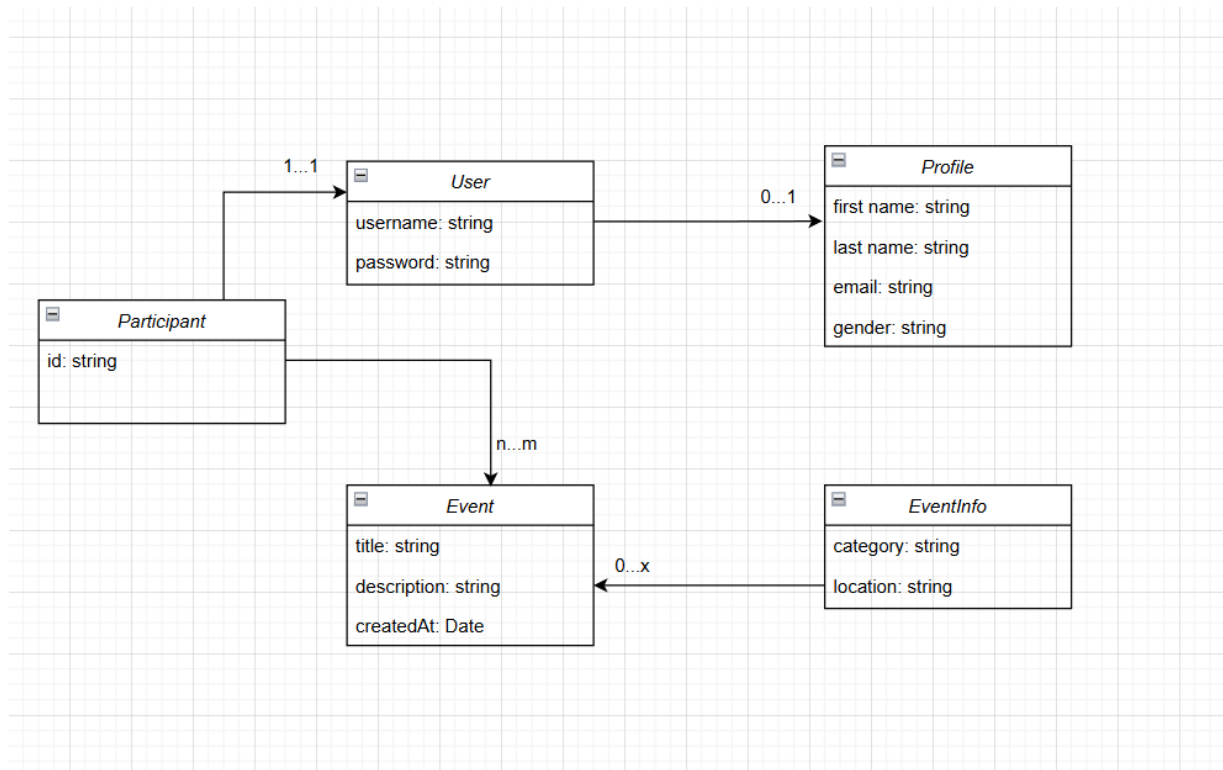 1...1
User
username: string
password: string
0...1
Profile
first name: string
last name: string
email: string
gender: string
Participant
id: string
n...m
Event
title: string
description: string
createdAt: Date
0...x
EventInfo
category: string
location: string